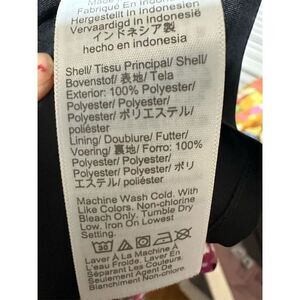 Fabriqué En Indonésie/
Hergestellt In Indonesien/
Vervaardigd In Indonesië/
インドネシア製/
hecho en indonesia
Shell/ Tissu Principal/ Shell/
Bovenstof/ 表地/ Tela
Exterior: 100% Polyester/
Polyester/ Polyester/
Polyester/ ポリエステル/
poliéster
Lining/ Doublure/ Futter/
Voering/ 裏地/ Forro: 100%
Polyester/ Polyester/
Polyester/ Polyester/ ポリ
エステル/ poliéster
Machine Wash Cold. With
Like Colors. Non-chlorine
Bleach Only. Tumble Dry
Low. Iron On Lowest
Setting.
30
Laver À La Machine À
L'eau Froide. Laver En
Séparant Les Couleurs.
Seulement Agent De
Blanchiment Non-chlore.